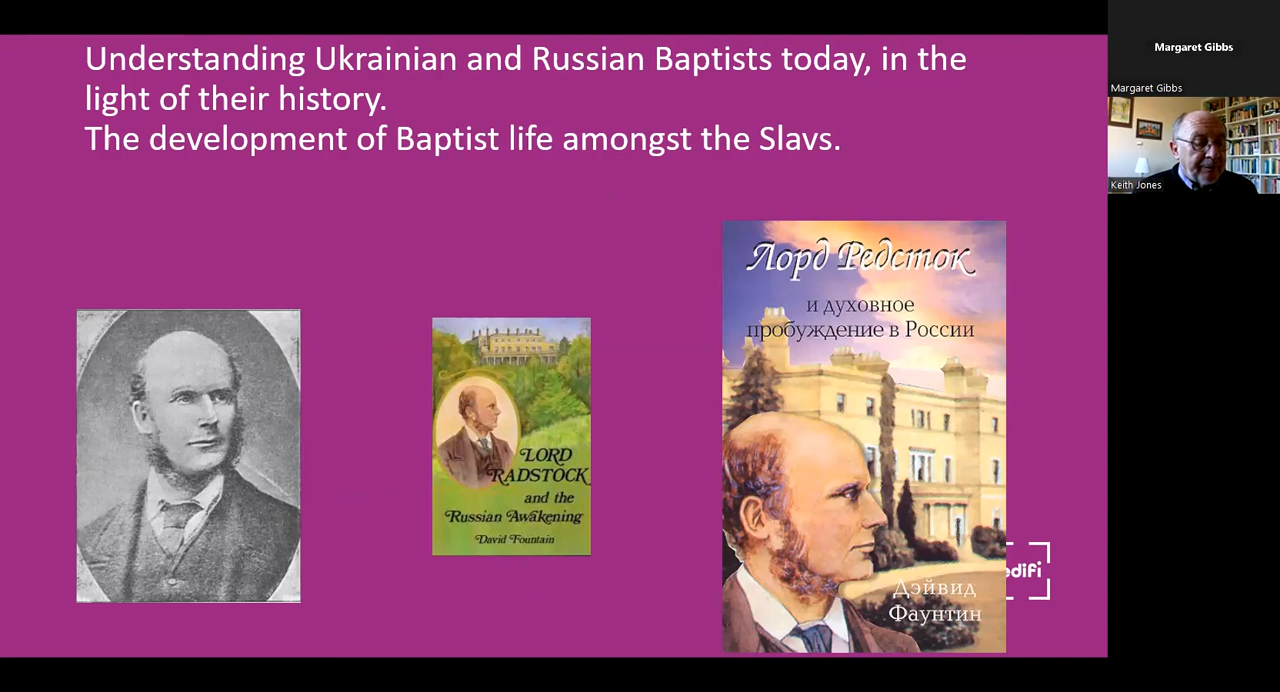 Understanding Ukrainian and Russian Baptists today, in the
light of their history.
The development of Baptist life amongst the Slavs.
Margaret Gibbs
Margaret Gibbs
Keith Jones
LORD
RADSTOCK
and the
Russian Awakening
David Fountain
Лорд Редсток
и духовное
пробуждение в России
Дэйвид
Фаунтин
edifi